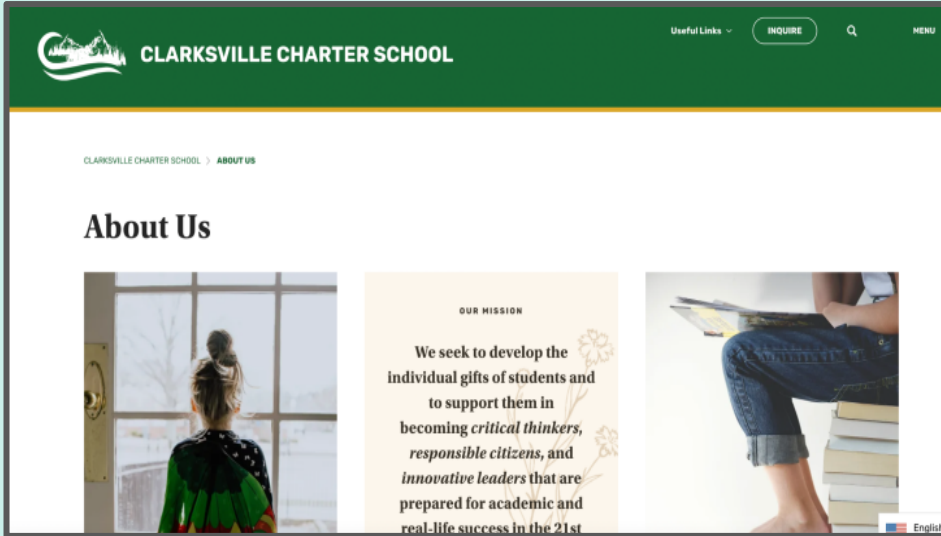 Useful Links
INQUIRE
MENU
CLARKSVILLE CHARTER SCHOOL
CLARKSVILLE CHARTER SCHOOL > ABOUT US
About Us
OUR MISSION
We seek to develop the
individual gifts of students and
to support them in
becoming critical thinkers,
responsible citizens, and
innovative leaders that are
prepared for academic and
real-life success in the 21st
English